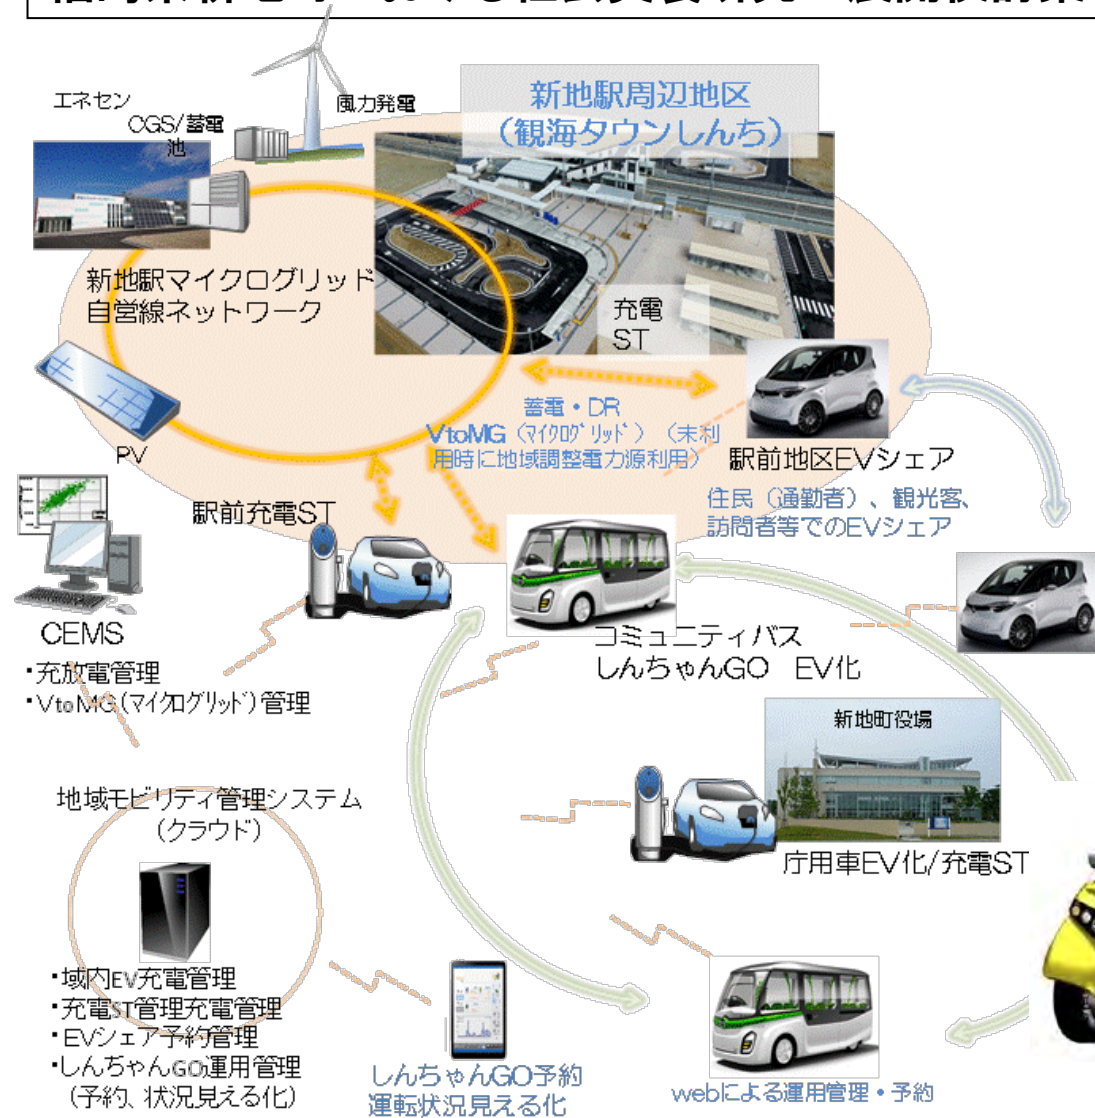 エネセン
CGS/蓄電
池
風力発電
新地駅周辺地区
（観海タウンしんち）
新地駅マイクログリッド
自営線ネットワーク
充電
ST
PV
蓄電・DR
VtoMG（ﾏｲｸﾛｸﾞﾘｯﾄﾞ）（未利
用時に地域調整電力源利用）
駅前地区EVシェア
住民（通勤者）、観光客、
訪問者等でのEVシェア
駅前充電ST
CEMS
・充放電管理
・VtoMG(ﾏｲｸﾛｸﾞﾘｯﾄﾞ)管理
コミュニティバス
しんちゃんGO　EV化
新地町役場
庁用車EV化/充電ST
地域モビリティ管理システム
（クラウド）
・域内EV充電管理
・充電ST管理充電管理
・EVシェア予約管理
・しんちゃんGO運用管理
（予約、状況見える化）
しんちゃんGO予約
運転状況見える化
webによる運用管理・予約